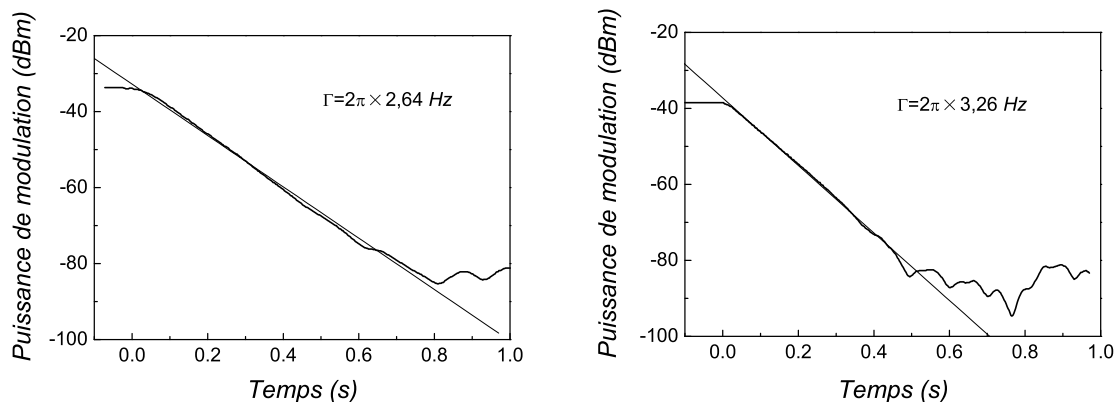 Puissance de modulation (dBm)
-20
-40
-60
-80
-100
Γ=2π × 2,64 Hz
0.0 0.2 0.4 0.6 0.8 1.0
Temps (s)
Puissance de modulation (dBm)
-20
-40
-60
-80
-100
Γ=2π × 3,26 Hz
0.0 0.2 0.4 0.6 0.8 1.0
Temps (s)